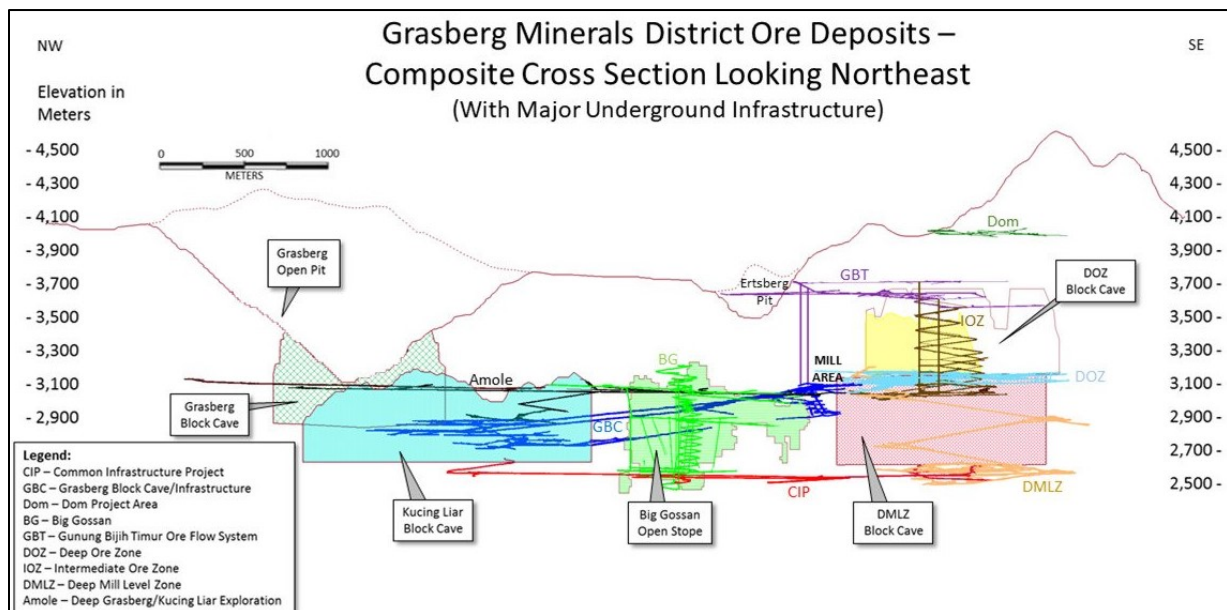 Grasberg Minerals District Ore Deposits –
Composite Cross Section Looking Northeast
(With Major Underground Infrastructure)
NW
SE
Elevation in
Meters
- 4,500
- 4,300
- 4,100
- 3,900
- 3,700
- 3,500
- 3,300
- 3,100
- 2,900
0 500 1000
METERS
4,500 -
4,300 -
4,100 -
3,900 -
3,700 -
3,500 -
3,300 -
3,100 -
2,900 -
2,700 -
2,500 -
Grasberg
Open Pit
Ertsberg
Pit
GBT
Dom
DOZ
Block Cave
IOZ
BG
MILL
AREA
DOZ
Amole
Grasberg
Block Cave
GBC
Kucing Liar
Block Cave
Big Gossan
Open Stope
CIP
DMLZ
Block Cave
DMLZ
Legend:
CIP – Common Infrastructure Project
GBC – Grasberg Block Cave/Infrastructure
Dom – Dom Project Area
BG – Big Gossan
GBT – Gunung Bijih Timur Ore Flow System
DOZ – Deep Ore Zone
IOZ – Intermediate Ore Zone
DMLZ – Deep Mill Level Zone
Amole – Deep Grasberg/Kucing Liar Exploration